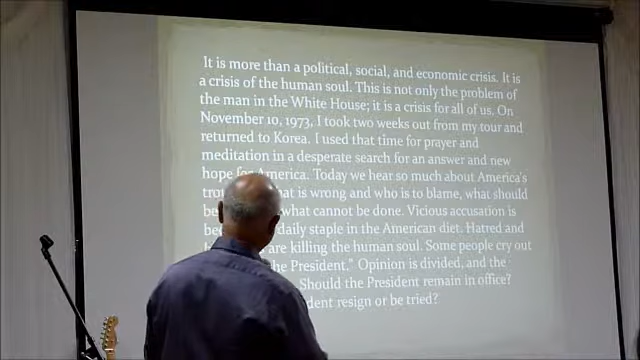 It is more than a political, social, and economic crisis. It is
a crisis of the human soul. This is not only the problem of
the man in the White House; it is a crisis for all of us. On
November 10, 1973, I took two weeks out from my tour and
returned to Korea. I used that time for prayer and
meditation in a desperate search for an answer and new
hope for America. Today we hear so much about America's
what is wrong and who is to blame, what should
what cannot be done. Vicious accusation is
daily staple in the American diet. Hatred and
are killing the human soul. Some people cry out
the President." Opinion is divided, and the
Should the President remain in office?
resign or be tried?